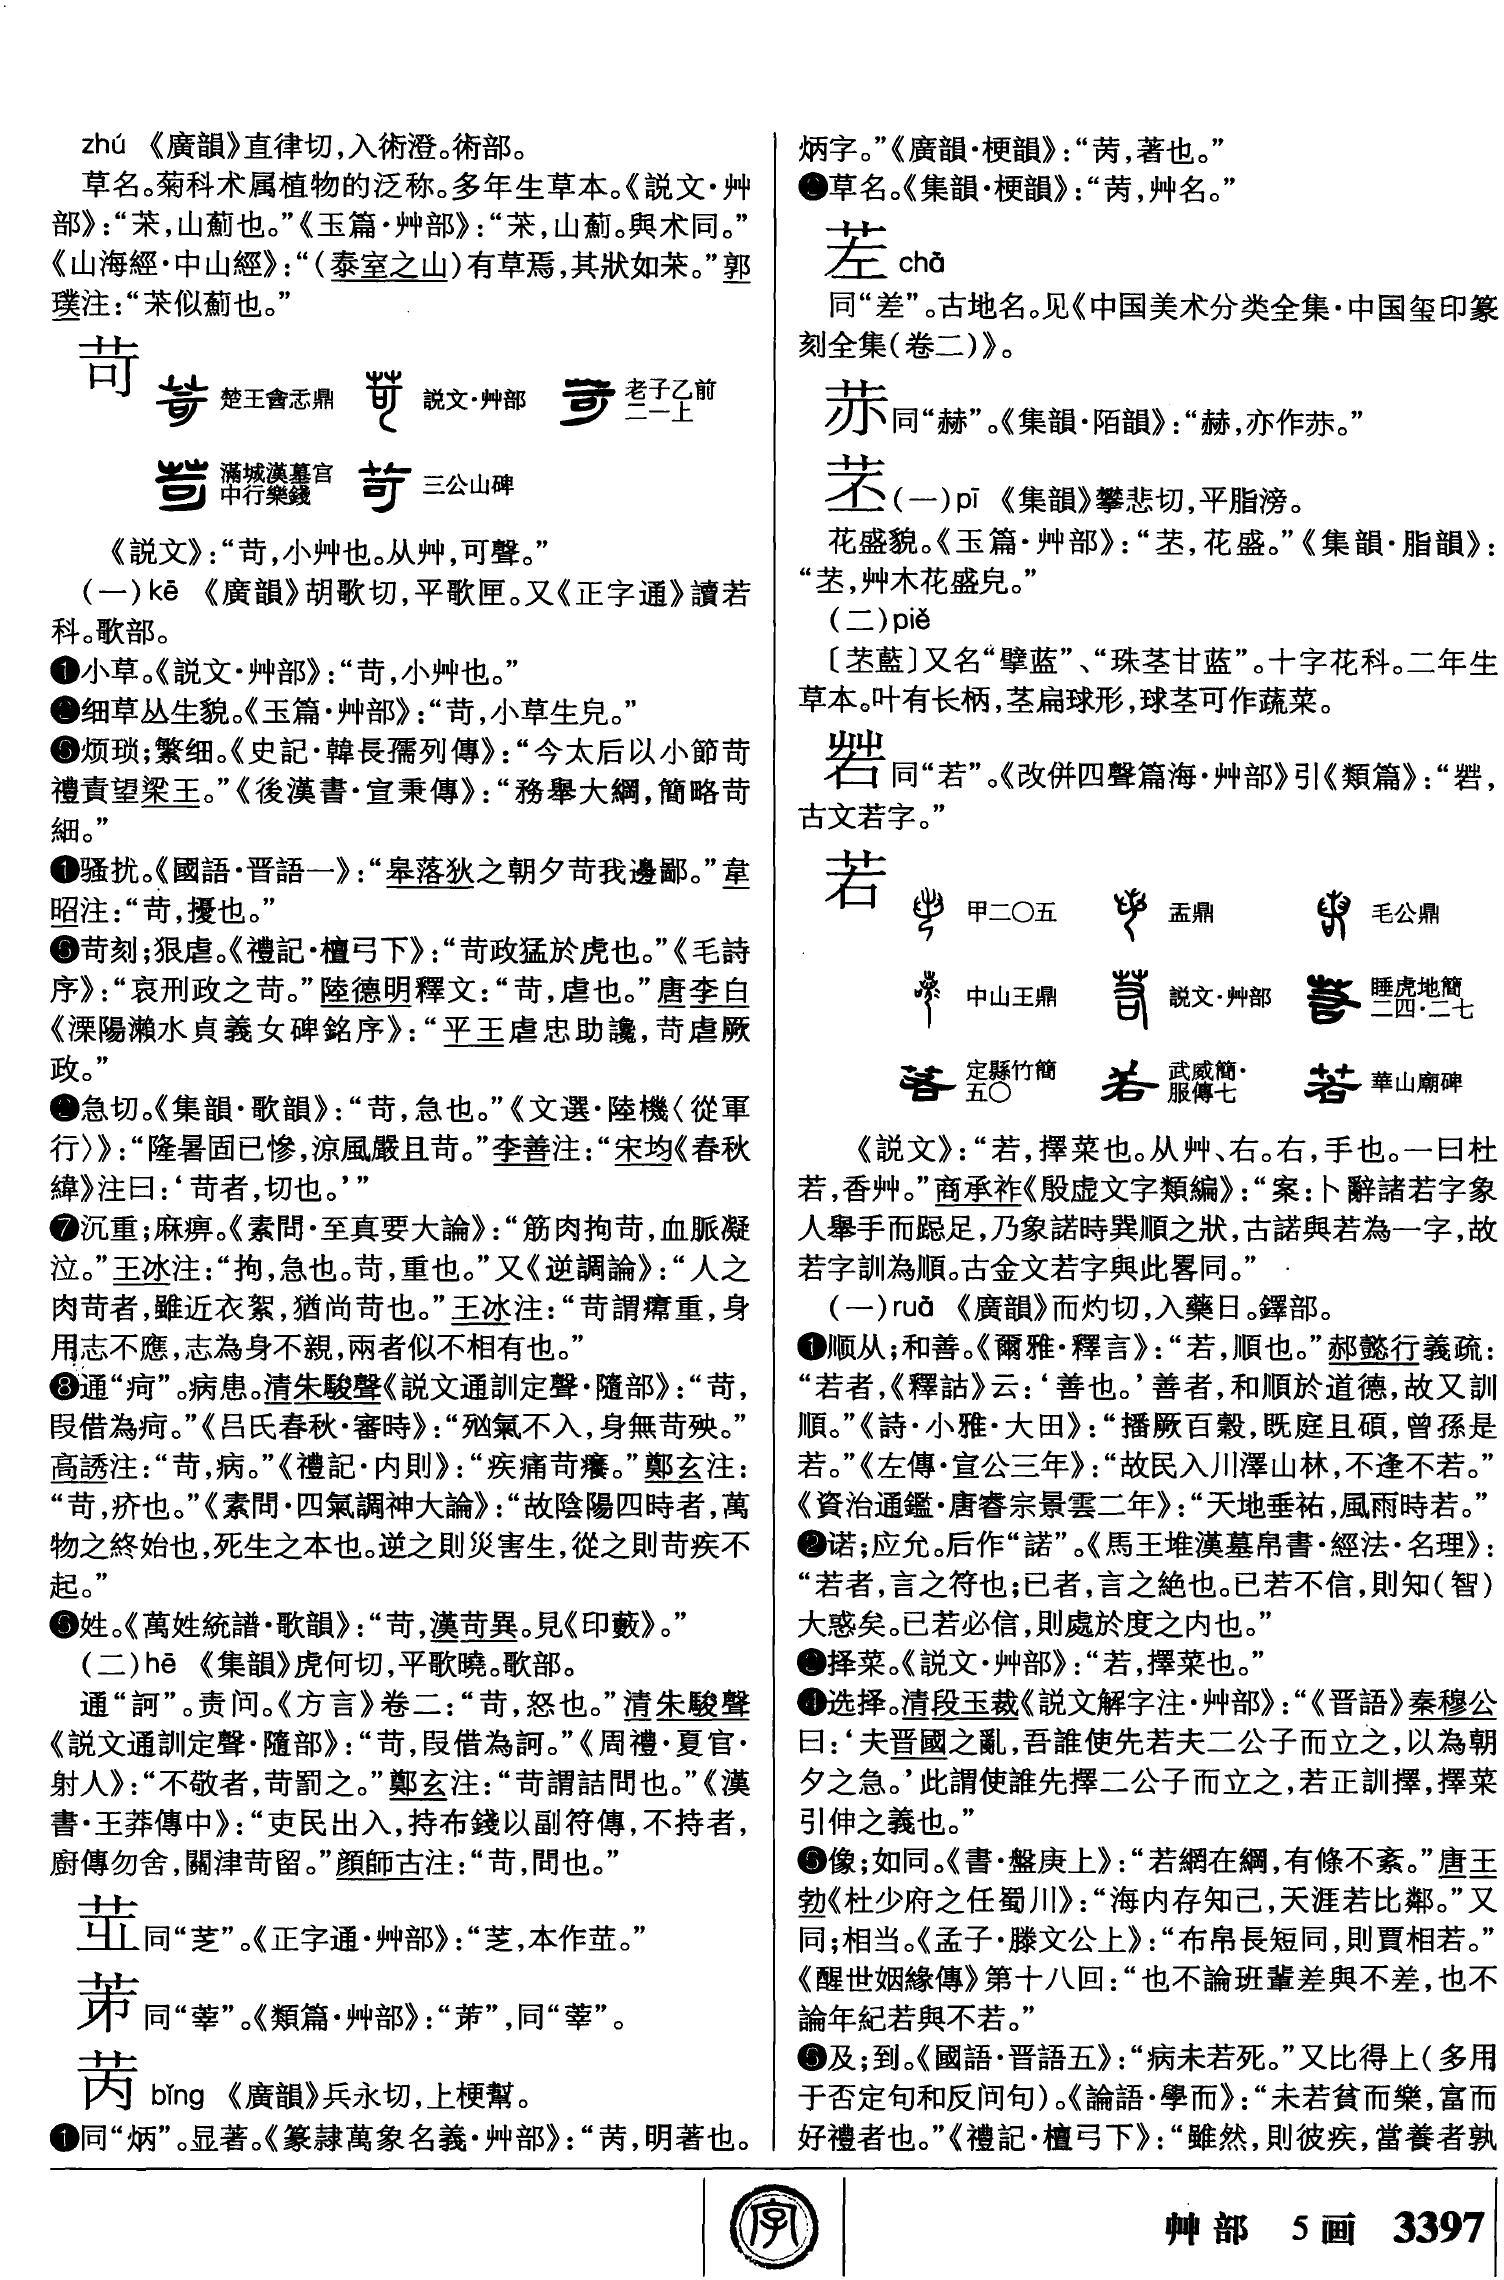 zhú 《廣韻》直律切,入術澄。術部。
草名。菊科术属植物的泛称。多年生草本。《説文·艸
部》:“茮,山薊也。”《玉篇·艸部》:“茮,山薊。與术同。”
《山海經·中山經》:“(泰室之山)有草焉,其狀如茮。”郭
璞注:“茮似薊也。”
苛
楚王酓忎鼎 説文·艸部 老子乙前
二一上
滿城漢墓宫
中行樂錢 三公山碑
《説文》:“苛,小艸也。从艸,可聲。”
(一)kē 《廣韻》胡歌切,平歌匣。又《正字通》讀若
科。歌部。
❶小草。《説文·艸部》:“苛,小艸也。”
❷细草丛生貌。《玉篇·艸部》:“苛,小草生皃。”
❸烦琐;繁细。《史記·韓長孺列傳》:“今太后以小節苛
禮責望梁王。”《後漢書·宣秉傳》:“務舉大綱,簡略苛
細。”
❶骚扰。《國語·晋語一》:“皋落狄之朝夕苛我邊鄙。”韋
昭注:“苛,擾也。”
❺苛刻;狠虐。《禮記·檀弓下》:“苛政猛於虎也。”《毛詩
序》:“哀刑政之苛。”陸德明釋文:“苛,虐也。”唐李白
《溧陽瀨水貞義女碑銘序》:“平王虐忠助讒,苛虐厥
政。”
❷急切。《集韻·歌韻》:“苛,急也。”《文選·陸機〈從軍
行〉》:“隆暑固已慘,涼風嚴且苛。”李善注:“宋均《春秋
緯》注曰:‘苛者,切也。’”
❼沉重;麻痹。《素問·至真要大論》:“筋肉拘苛,血脈凝
泣。”王冰注:“拘,急也。苛,重也。”又《逆調論》:“人之
肉苛者,雖近衣絮,猶尚苛也。”王冰注:“苛謂𤸷重,身
用志不應,志為身不親,兩者似不相有也。”
❽通“疴”。病患。清朱駿聲《説文通訓定聲·隨部》:“苛,
叚借為疴。”《吕氏春秋·審時》:“𣧑氣不入,身無苛殃。”
高誘注:“苛,病。”《禮記·内則》:“疾痛苛癢。”鄭玄注:
“苛,疥也。”《素問·四氣調神大論》:“故陰陽四時者,萬
物之終始也,死生之本也。逆之則災害生,從之則苛疾不
起。”
❺姓。《萬姓統譜·歌韻》:“苛,漢苛異。見《印藪》。”
(二)hē 《集韻》虎何切,平歌曉。歌部。
通“訶”。责问。《方言》卷二:“苛,怒也。”清朱駿聲
《説文通訓定聲·隨部》:“苛,叚借為訶。”《周禮·夏官·
射人》:“不敬者,苛罰之。”鄭玄注:“苛謂詰問也。”《漢
書·王莽傳中》:“吏民出入,持布錢以副符傳,不持者,
廚傳勿舍,關津苛留。”顔師古注:“苛,問也。”
苙同“芝”。《正字通·艸部》:“芝,本作苙。”
苐同“莘”。《類篇·艸部》:“苐”,同“莘”。
苪 bǐng 《廣韻》兵永切,上梗幫。
❶同“炳”。显著。《篆隸萬象名義·艸部》:“苪,明著也。
炳字。”《廣韻·梗韻》:“苪,著也。”
❷草名。《集韻·梗韻》:“苪,艸名。”
𦬹 chǎ
同“差”。古地名。见《中国美术分类全集·中国玺印篆
刻全集(卷二)》。
𫇭同“赫”。《集韻·陌韻》:“赫,亦作𫇭。”
苤(一)pī 《集韻》攀悲切,平脂滂。
花盛貌。《玉篇·艸部》:“苤,花盛。”《集韻·脂韻》:
“苤,艸木花盛皃。”
(二)piě
〔苤藍〕又名“擘蓝”、“珠茎甘蓝”。十字花科。二年生
草本。叶有长柄,茎扁球形,球茎可作蔬菜。
𦭞同“若”。《改併四聲篇海·艸部》引《類篇》:“𦭞,
古文若字。”
若
甲二〇五 盂鼎 毛公鼎
中山王鼎 説文·艸部 睡虎地簡
二四·二七
定縣竹簡
五〇 武威簡·
服傳七 華山廟碑
《説文》:“若,擇菜也。从艸、右。右,手也。一曰杜
若,香艸。”商承祚《殷虚文字類編》:“案:卜辭諸若字象
人舉手而跽足,乃象諾時巽順之狀,古諾與若為一字,故
若字訓為順。古金文若字與此畧同。”
(一)ruò 《廣韻》而灼切,入藥日。鐸部。
❶顺从;和善。《爾雅·釋言》:“若,順也。”郝懿行義疏:
“若者,《釋詁》云:‘善也。’善者,和順於道德,故又訓
順。”《詩·小雅·大田》:“播厥百穀,既庭且碩,曾孫是
若。”《左傳·宣公三年》:“故民入川澤山林,不逢不若。”
《資治通鑑·唐睿宗景雲二年》:“天地垂祐,風雨時若。”
❷诺;应允。后作“諾”。《馬王堆漢墓帛書·經法·名理》:
“若者,言之符也;已者,言之絶也。已若不信,則知(智)
大惑矣。已若必信,則處於度之内也。”
❷择菜。《説文·艸部》:“若,擇菜也。”
❹选择。清段玉裁《説文解字注·艸部》:“《晋語》秦穆公
曰:‘夫晋國之亂,吾誰使先若夫二公子而立之,以為朝
夕之急。’此謂使誰先擇二公子而立之,若正訓擇,擇菜
引伸之義也。”
❺像;如同。《書·盤庚上》:“若網在綱,有條不紊。”唐王
勃《杜少府之任蜀川》:“海内存知己,天涯若比鄰。”又
同;相当。《孟子·滕文公上》:“布帛長短同,則賈相若。”
《醒世姻緣傳》第十八回:“也不論班輩差與不差,也不
論年紀若與不若。”
❺及;到。《國語·晋語五》:“病未若死。”又比得上(多用
于否定句和反问句)。《論語·學而》:“未若貧而樂,富而
好禮者也。”《禮記·檀弓下》:“雖然,則彼疾,當養者孰
字
艸部 5画 3397